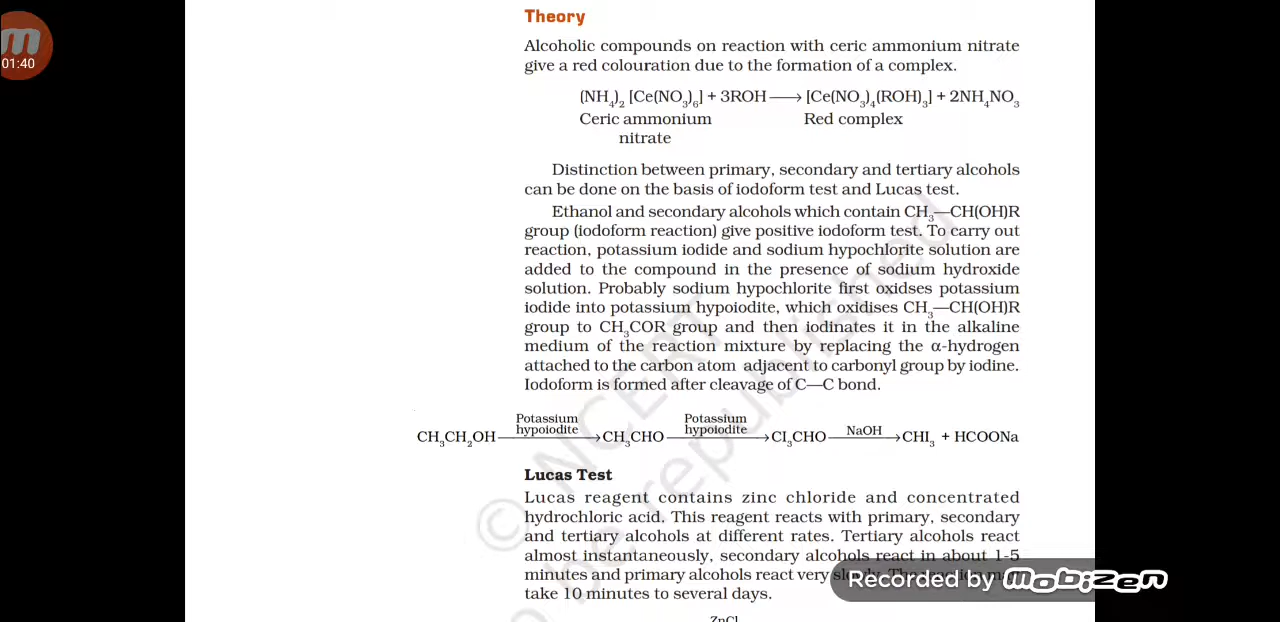 Theory
Alcoholic compounds on reaction with ceric ammonium nitrate
give a red colouration due to the formation of a complex.
(NH₄)₂ [Ce(NO₃)₆] + 3ROH ⟶ [Ce(NO₃)₄(ROH)₃] + 2NH₄NO₃
Ceric ammonium Red complex
nitrate
Distinction between primary, secondary and tertiary alcohols
can be done on the basis of iodoform test and Lucas test.
Ethanol and secondary alcohols which contain CH₃—CH(OH)R
group (iodoform reaction) give positive iodoform test. To carry out
reaction, potassium iodide and sodium hypochlorite solution are
added to the compound in the presence of sodium hydroxide
solution. Probably sodium hypochlorite first oxidses potassium
iodide into potassium hypoiodite, which oxidises CH₃—CH(OH)R
group to CH₃COR group and then iodinates it in the alkaline
medium of the reaction mixture by replacing the α-hydrogen
attached to the carbon atom adjacent to carbonyl group by iodine.
Iodoform is formed after cleavage of C—C bond.
Potassium Potassium
hypoiodite hypoiodite NaOH
CH₃CH₂OH ⟶ CH₃CHO ⟶ CI₃CHO ⟶ CHI₃ + HCOONa
Lucas Test
Lucas reagent contains zinc chloride and concentrated
hydrochloric acid. This reagent reacts with primary, secondary
and tertiary alcohols at different rates. Tertiary alcohols react
almost instantaneously, secondary alcohols react in about 1-5
minutes and primary alcohols react very
take 10 minutes to several days.
ZnCl
© NCERT
be republished
01:40
Recorded by mobizen